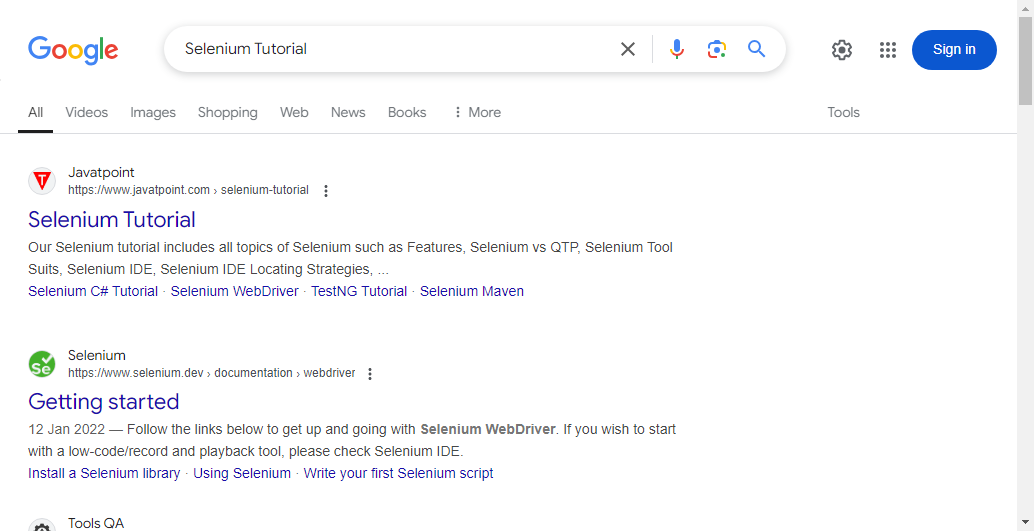 Google
Selenium Tutorial
Sign in
All Videos Images Shopping Web News Books More Tools
T
Javatpoint
https://www.javatpoint.com › selenium-tutorial
Selenium Tutorial
Our Selenium tutorial includes all topics of Selenium such as Features, Selenium vs QTP, Selenium Tool
Suits, Selenium IDE, Selenium IDE Locating Strategies, ...
Selenium C# Tutorial · Selenium WebDriver · TestNG Tutorial · Selenium Maven
Se
Selenium
https://www.selenium.dev › documentation › webdriver
Getting started
12 Jan 2022 — Follow the links below to get up and going with Selenium WebDriver. If you wish to start
with a low-code/record and playback tool, please check Selenium IDE.
Install a Selenium library · Using Selenium · Write your first Selenium script
Tools QA